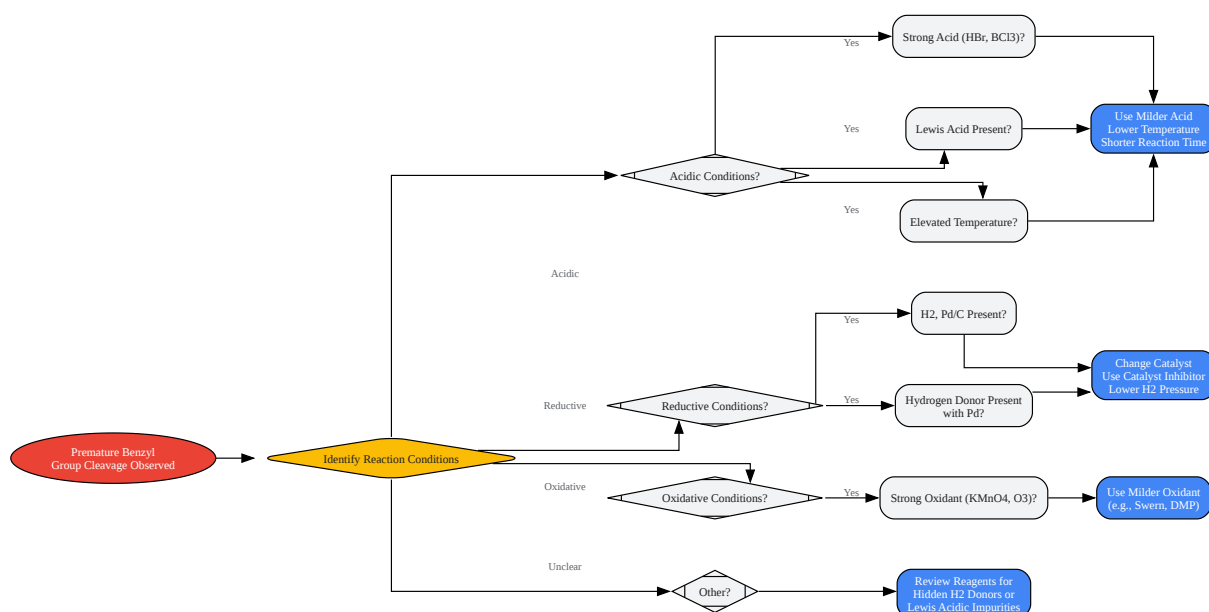 Premature Benzyl
Group Cleavage Observed
Identify Reaction Conditions
Acidic
Reductive
Oxidative
Unclear
Acidic Conditions?
Yes
Strong Acid (HBr, BCl3)?
Yes
Lewis Acid Present?
Yes
Elevated Temperature?
Use Milder Acid
Lower Temperature
Shorter Reaction Time
Reductive Conditions?
Yes
H2, Pd/C Present?
Yes
Hydrogen Donor Present
with Pd?
Change Catalyst
Use Catalyst Inhibitor
Lower H2 Pressure
Oxidative Conditions?
Yes
Strong Oxidant (KMnO4, O3)?
Use Milder Oxidant
(e.g., Swern, DMP)
Other?
Review Reagents for
Hidden H2 Donors or
Lewis Acidic Impurities